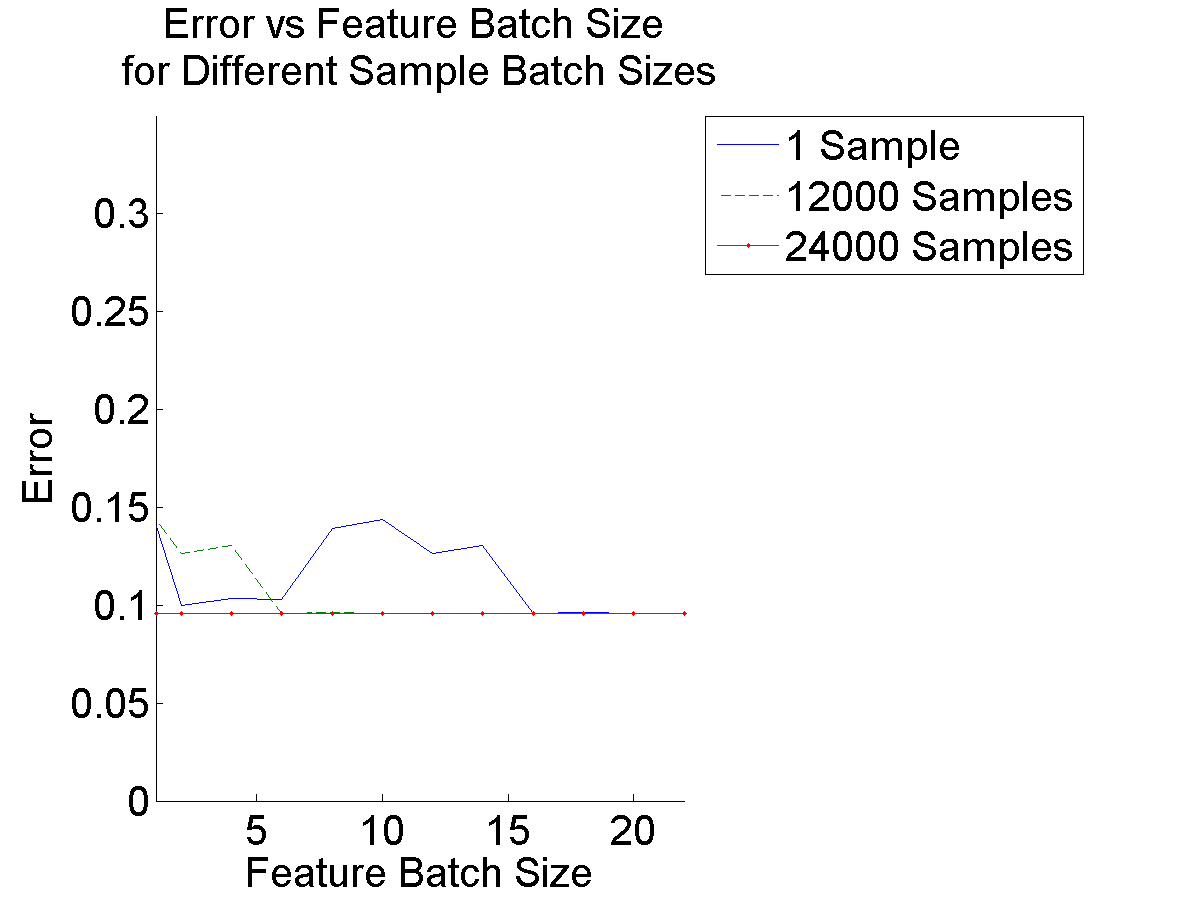 Error vs Feature Batch Size
for Different Sample Batch Sizes
1 Sample
12000 Samples
24000 Samples
0.3
0.25
0.2
0.15
0.1
0.05
0
Error
5 10 15 20
Feature Batch Size